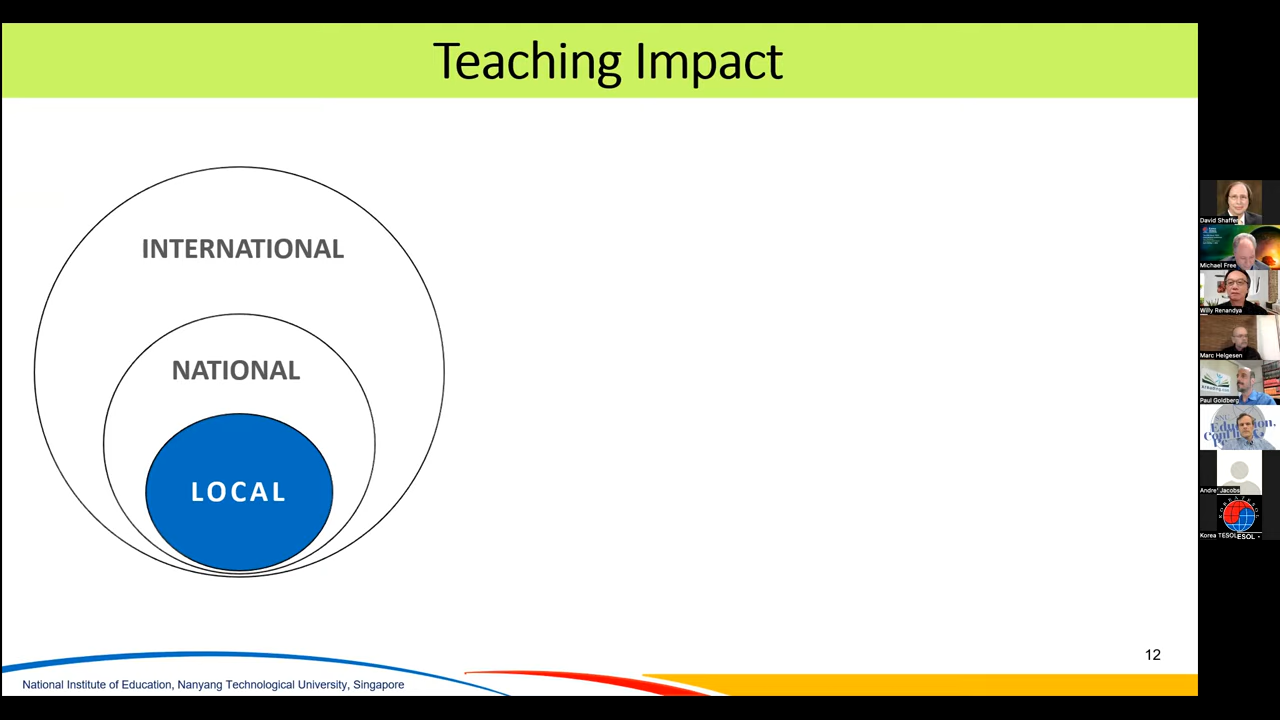 Teaching Impact
INTERNATIONAL
NATIONAL
LOCAL
12
National Institute of Education, Nanyang Technological University, Singapore
David Shaffer
Michael Free
Willy Renandya
Marc Helgesen
Paul Goldberg
Andre' Jacobs
Korea TESOL